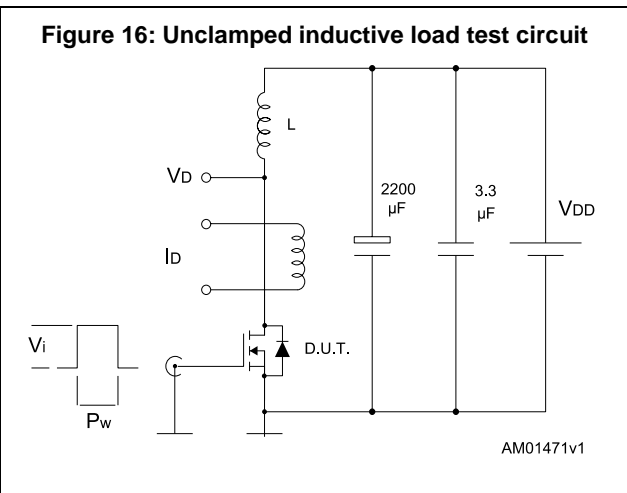 Figure 16: Unclamped inductive load test circuit
L
VD
2200
µF
3.3
µF
VDD
ID
Vi
D.U.T.
Pw
AM01471v1